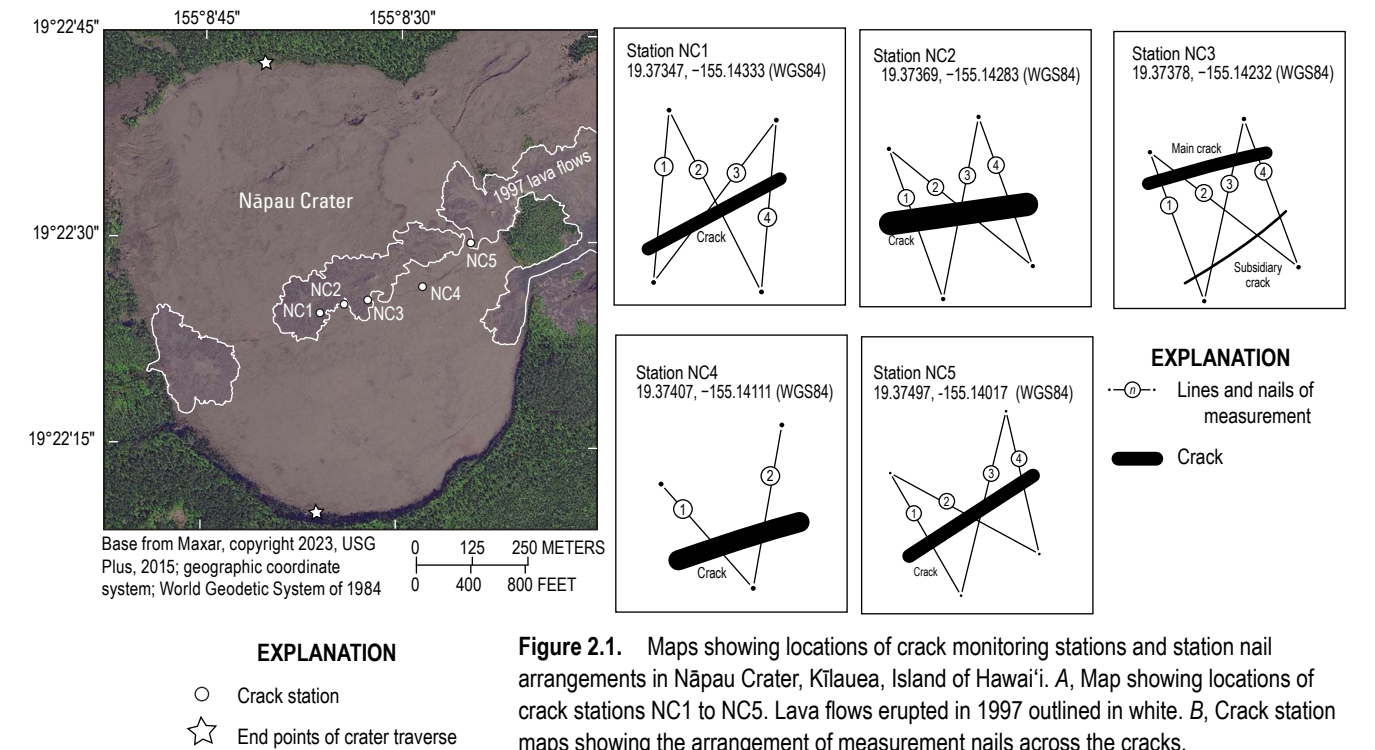 155°8'45" 155°8'30"
19°22'45"
19°22'30"
19°22'15"
Nāpau Crater
1997 lava flows
NC5
NC4
NC2
NC1
NC3
Base from Maxar, copyright 2023, USG
Plus, 2015; geographic coordinate
system; World Geodetic System of 1984
0 125 250 METERS
0 400 800 FEET
EXPLANATION
Crack station
End points of crater traverse
Station NC1
19.37347, −155.14333 (WGS84)
1
2
3
4
Crack
Station NC2
19.37369, −155.14283 (WGS84)
1
2
3
4
Crack
Station NC3
19.37378, −155.14232 (WGS84)
Main crack
1
2
3
4
Subsidiary
crack
Station NC4
19.37407, −155.14111 (WGS84)
1
2
Crack
Station NC5
19.37497, -155.14017 (WGS84)
1
2
3
4
Crack
EXPLANATION
n Lines and nails of
measurement
Crack
Figure 2.1. Maps showing locations of crack monitoring stations and station nail
arrangements in Nāpau Crater, Kīlauea, Island of Hawaiʻi. A, Map showing locations of
crack stations NC1 to NC5. Lava flows erupted in 1997 outlined in white. B, Crack station
maps showing the arrangement of measurement nails across the cracks.